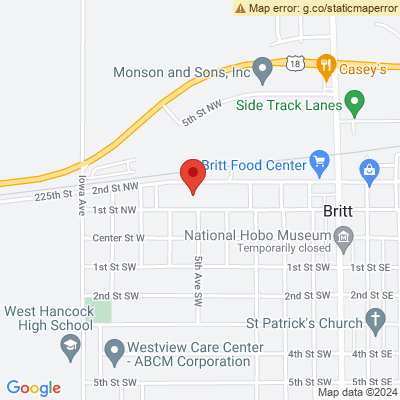 Map error: g.co/staticmaperror
Monson and Sons, Inc
18
Casey's
5th St NW
Side Track Lanes
Iowa Ave
Britt Food Center
225th St
2nd St NW
1st St NW
Britt
Center St W
National Hobo Museum
Temporarily closed
5th Ave SW
1st St SW
1st St SW
1st St SE
2nd St SW
2nd St SW
2nd St SE
West Hancock
High School
St Patrick's Church
Westview Care Center -
ABCM Corporation
4th St SW
4th St SE
5th St SW
5th St SW
5th St SE
Google
Map data ©2024